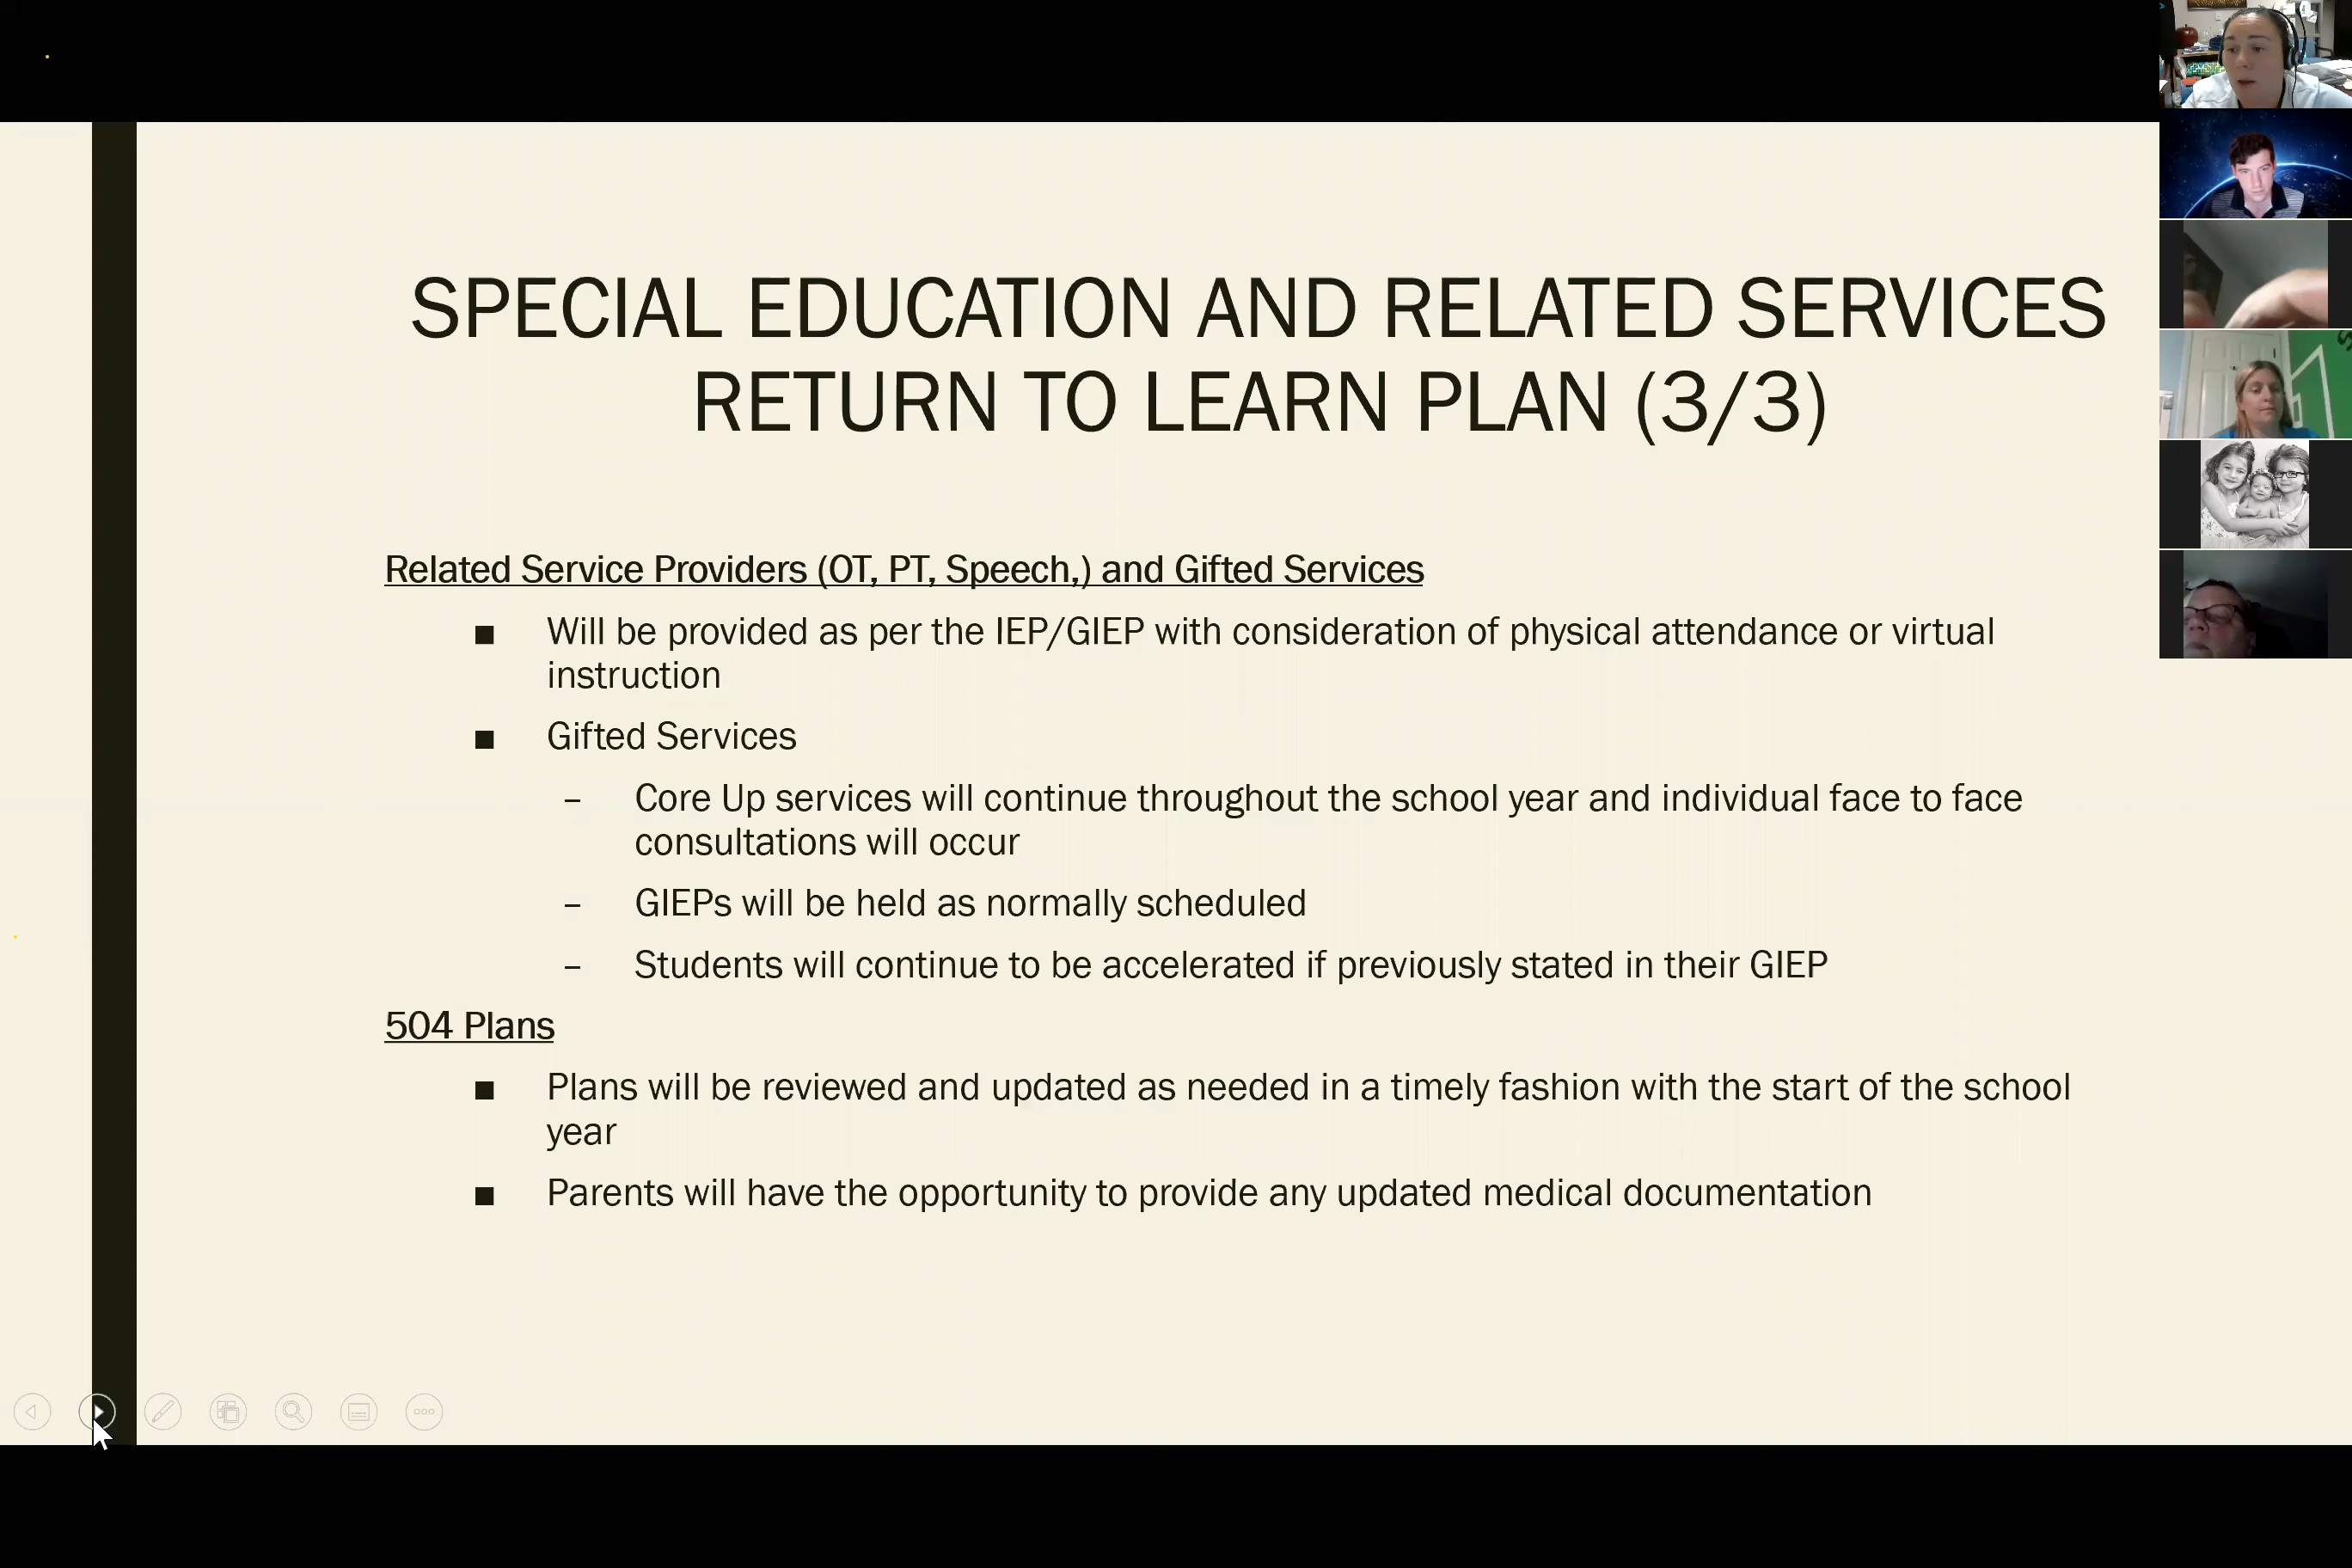 SPECIAL EDUCATION AND RELATED SERVICES
RETURN TO LEARN PLAN (3/3)
Related Service Providers (OT, PT, Speech,) and Gifted Services
■ Will be provided as per the IEP/GIEP with consideration of physical attendance or virtual
instruction
■ Gifted Services
– Core Up services will continue throughout the school year and individual face to face
consultations will occur
– GIEPs will be held as normally scheduled
– Students will continue to be accelerated if previously stated in their GIEP
504 Plans
■ Plans will be reviewed and updated as needed in a timely fashion with the start of the school
year
■ Parents will have the opportunity to provide any updated medical documentation